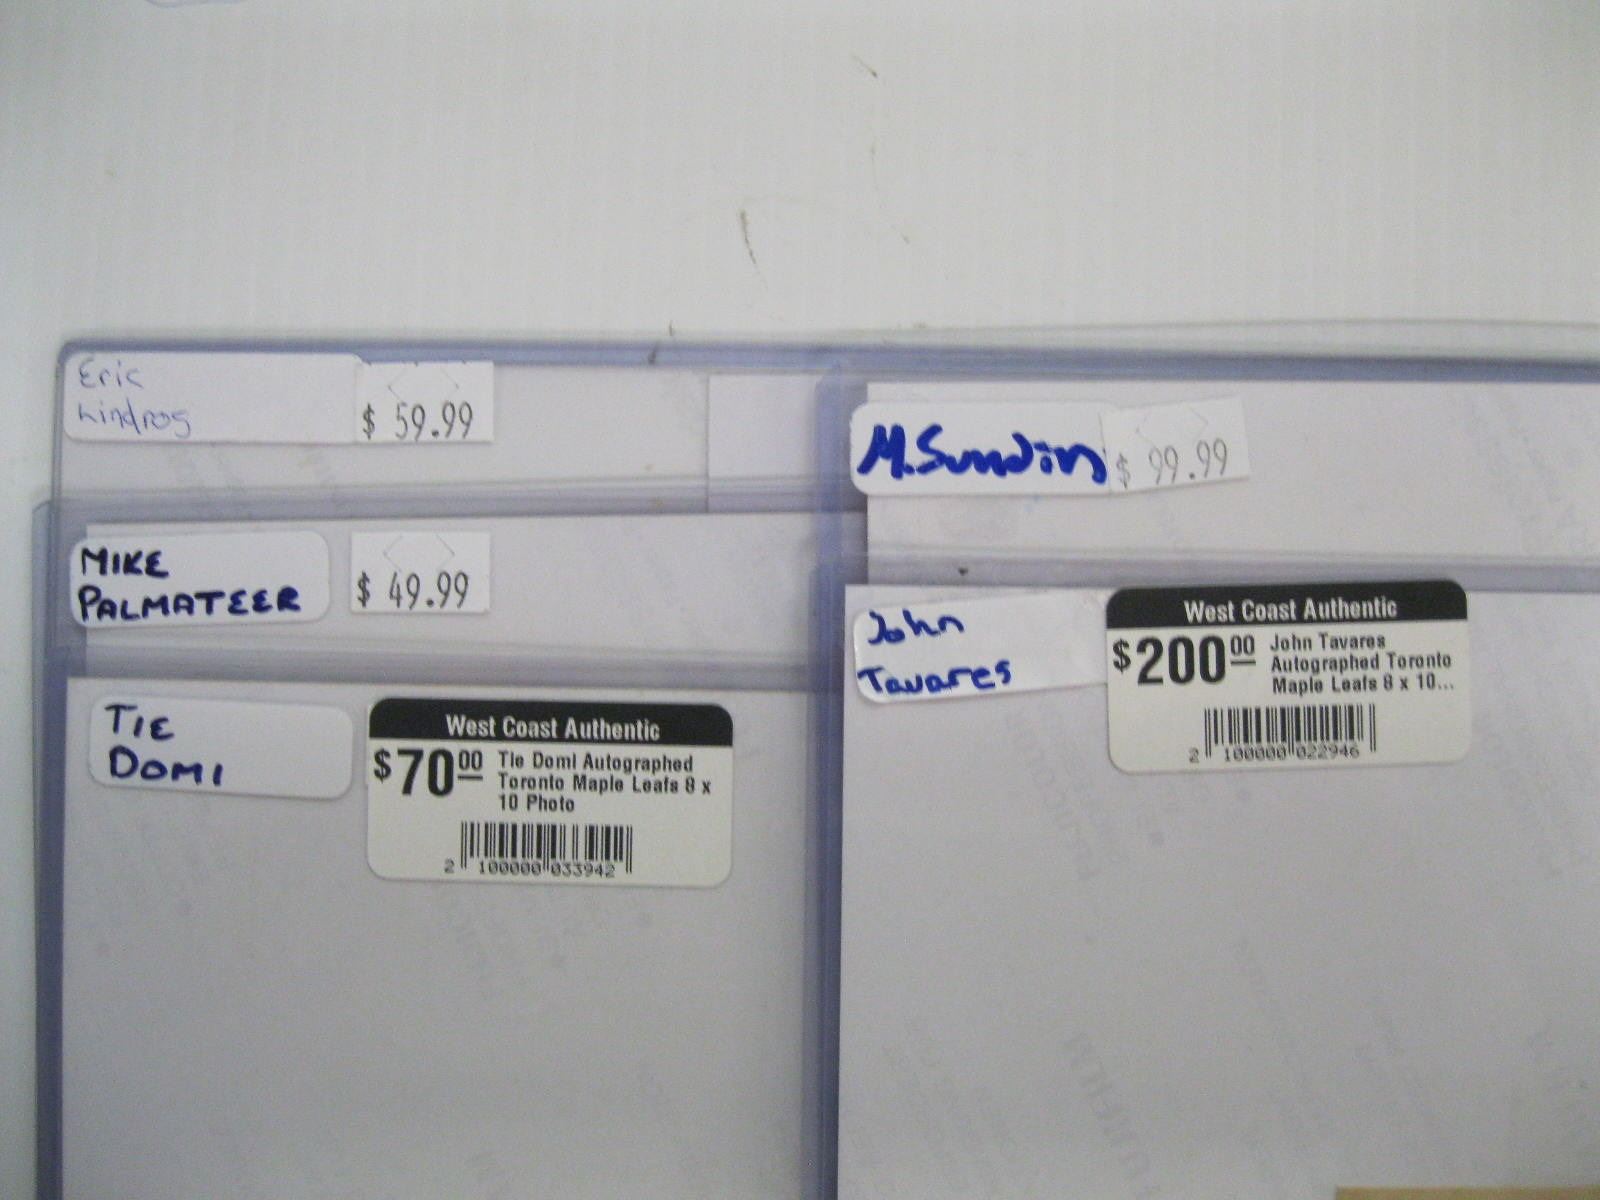 Eric
Lindros
$ 59.99
M. Sundin
$ 99.99
MIKE
PALMATEER
$ 49.99
John
Tavares
West Coast Authentic
$200 00
John Tavares
Autographed Toronto
Maple Leafs 8 x 10...
2 100000 022946
TIE
DOMI
West Coast Authentic
$70 00
Tie Domi Autographed
Toronto Maple Leafs 8 x
10 Photo
2 100000 033942